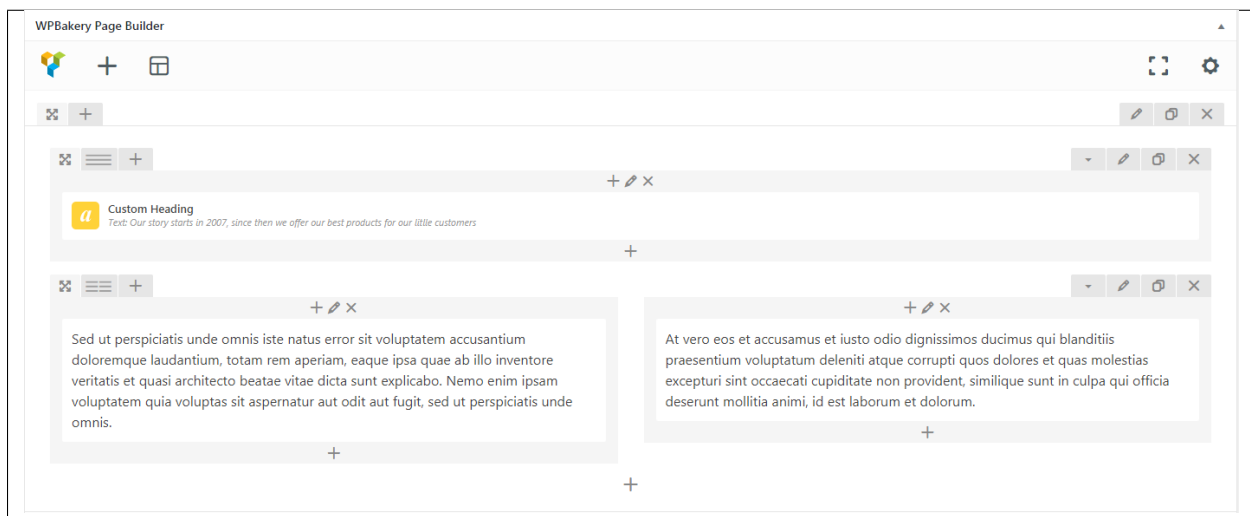 WPBakery Page Builder
a Custom Heading
Text: Our story starts in 2007, since then we offer our best products for our little customers
Sed ut perspiciatis unde omnis iste natus error sit voluptatem accusantium
doloremque laudantium, totam rem aperiam, eaque ipsa quae ab illo inventore
veritatis et quasi architecto beatae vitae dicta sunt explicabo. Nemo enim ipsam
voluptatem quia voluptas sit aspernatur aut odit aut fugit, sed ut perspiciatis unde
omnis.
At vero eos et accusamus et iusto odio dignissimos ducimus qui blanditiis
praesentium voluptatum deleniti atque corrupti quos dolores et quas molestias
excepturi sint occaecati cupiditate non provident, similique sunt in culpa qui officia
deserunt mollitia animi, id est laborum et dolorum.